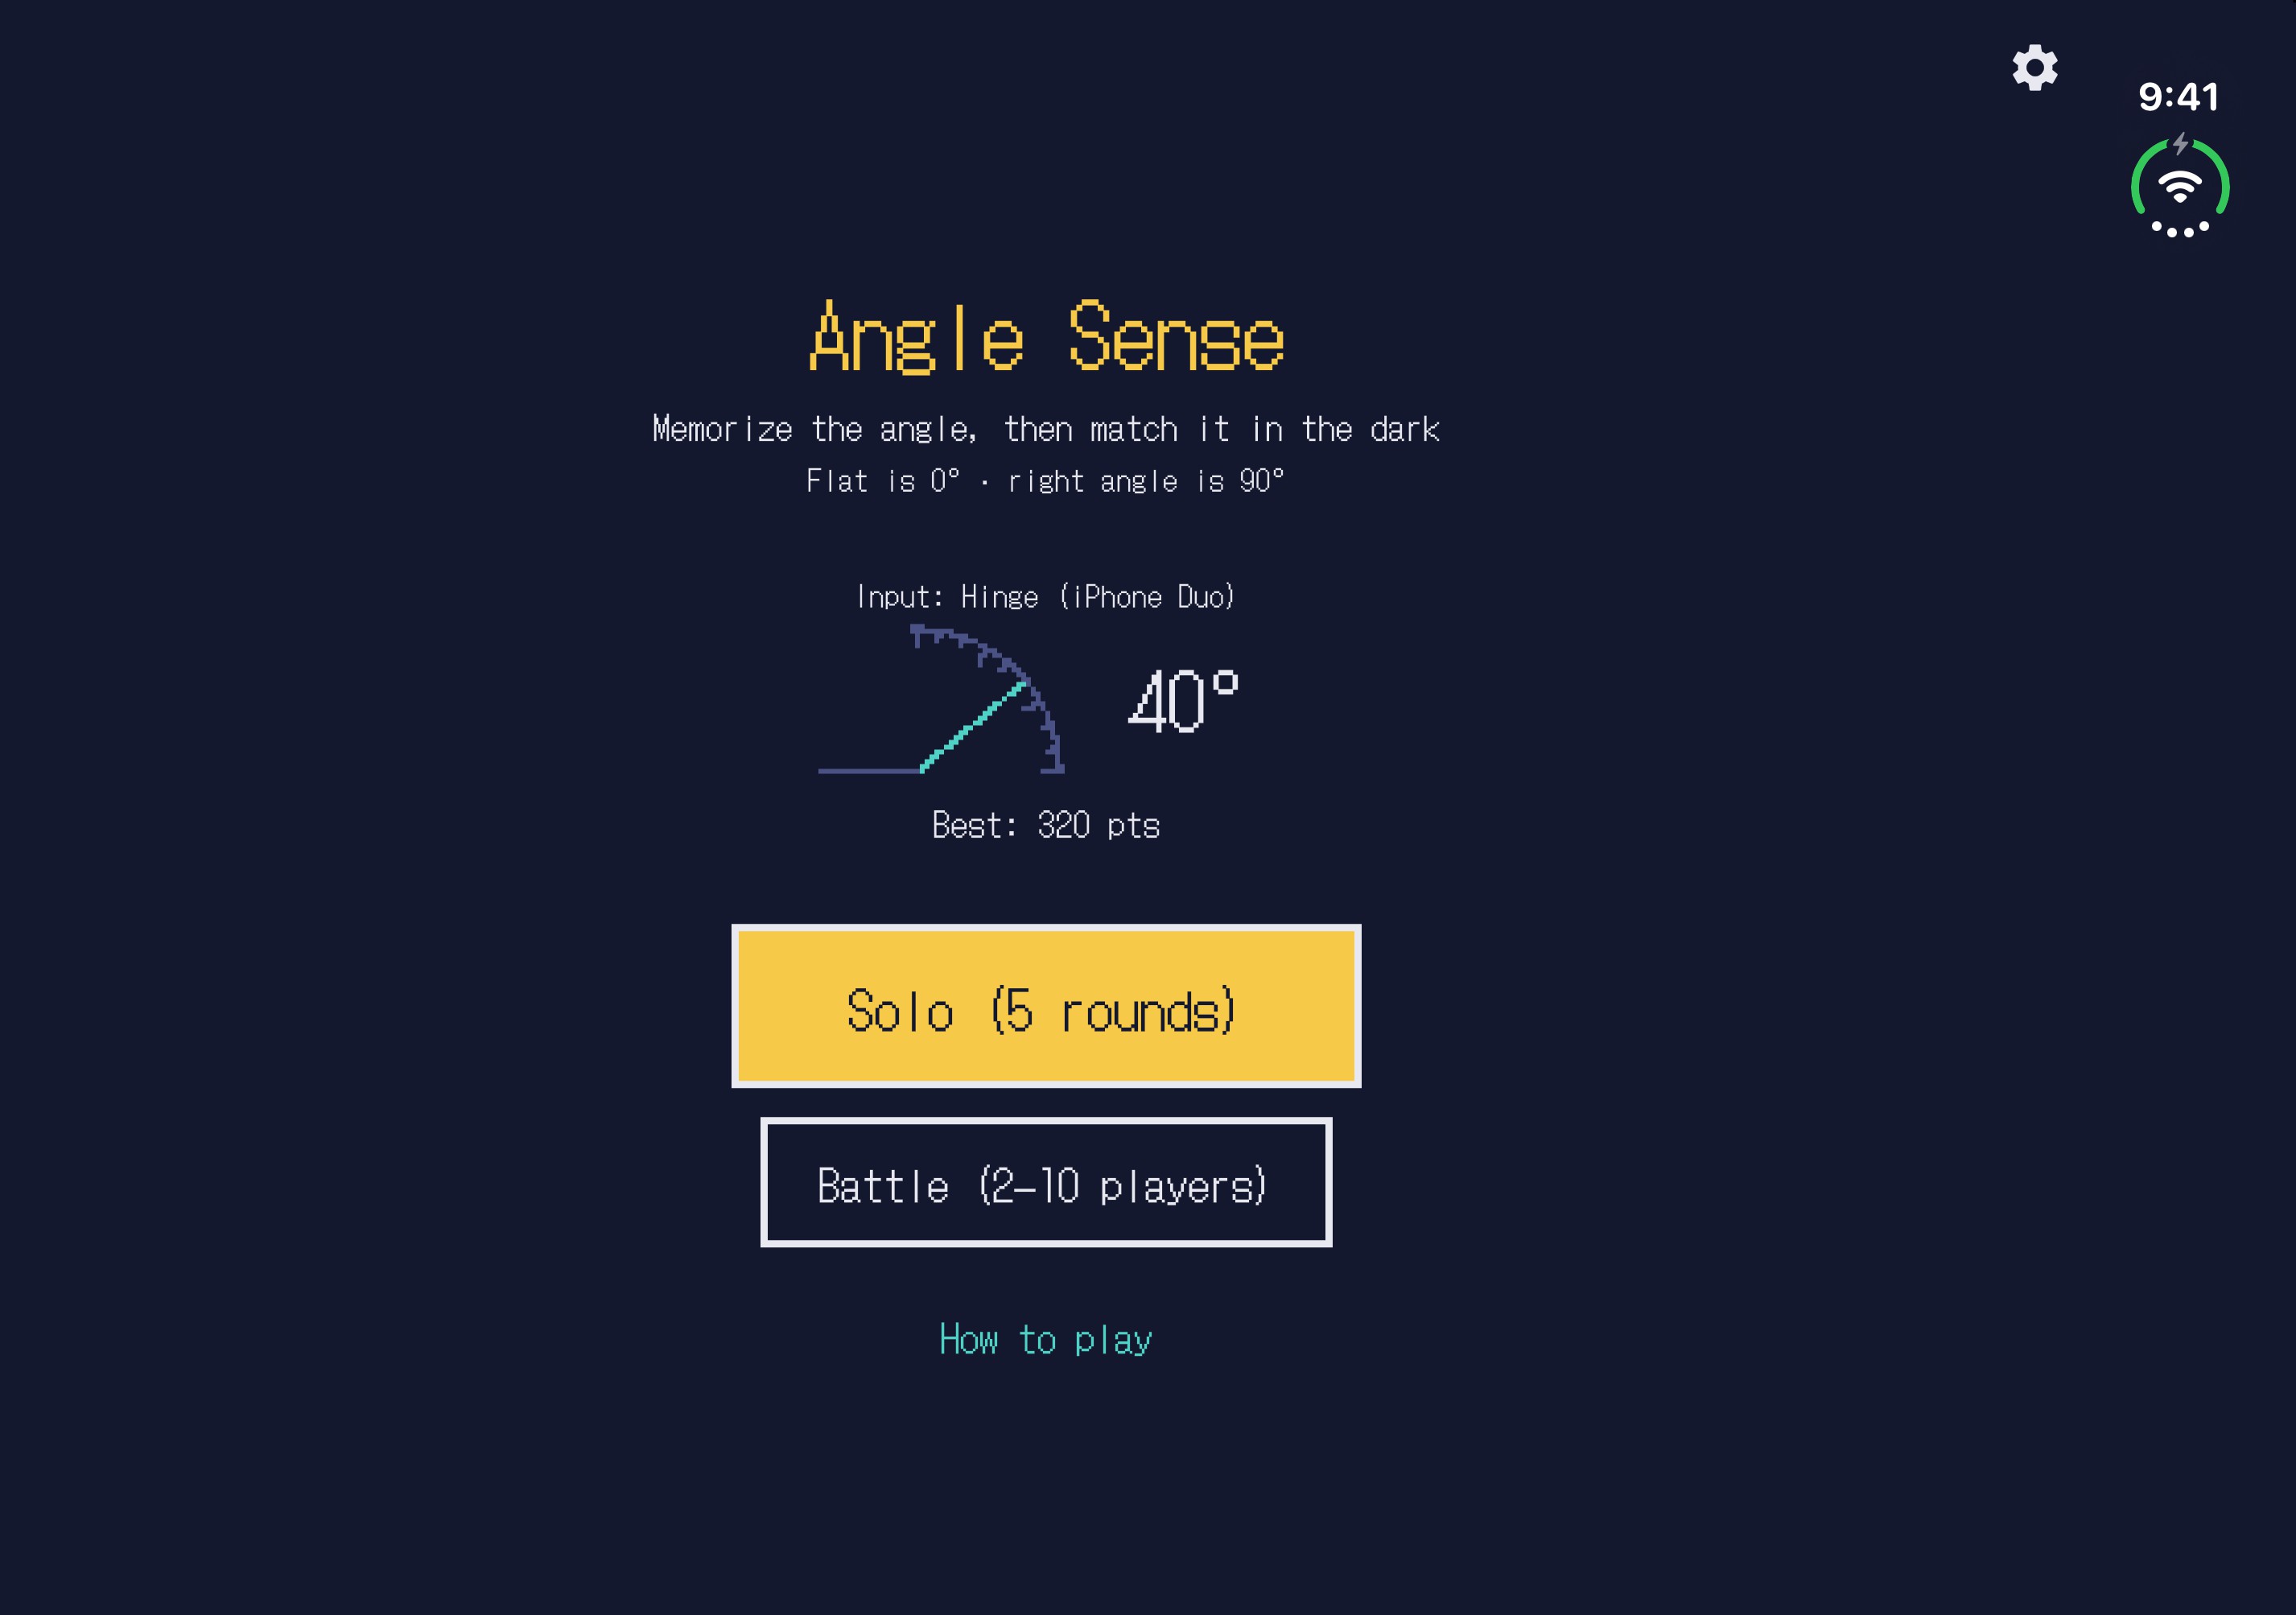 9:41
Angle Sense
Memorize the angle, then match it in the dark
Flat is 0° · right angle is 90°
Input: Hinge (iPhone Duo)
40°
Best: 320 pts
Solo (5 rounds)
Battle (2–10 players)
How to play